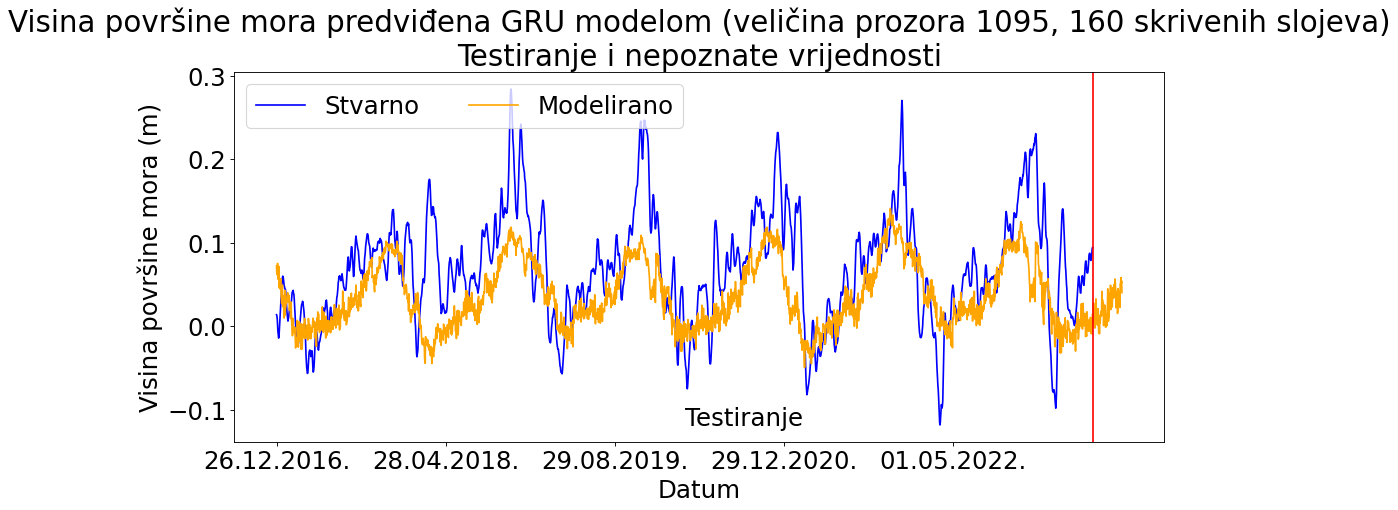 Visina površine mora predviđena GRU modelom (veličina prozora 1095, 160 skrivenih slojeva)
Testiranje i nepoznate vrijednosti
Stvarno
Modelirano
Visina površine mora (m)
0.3
0.2
0.1
0.0
−0.1
Testiranje
26.12.2016.
28.04.2018.
29.08.2019.
29.12.2020.
01.05.2022.
Datum